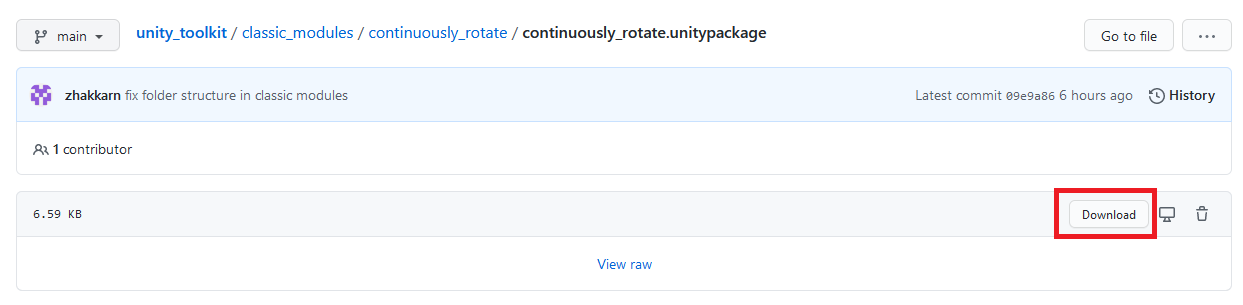 main unity_toolkit / classic_modules / continuously_rotate / continuously_rotate.unitypackage Go to file ...
zhakkarn fix folder structure in classic modules Latest commit 09e9a86 6 hours ago History
1 contributor
6.59 KB Download
View raw